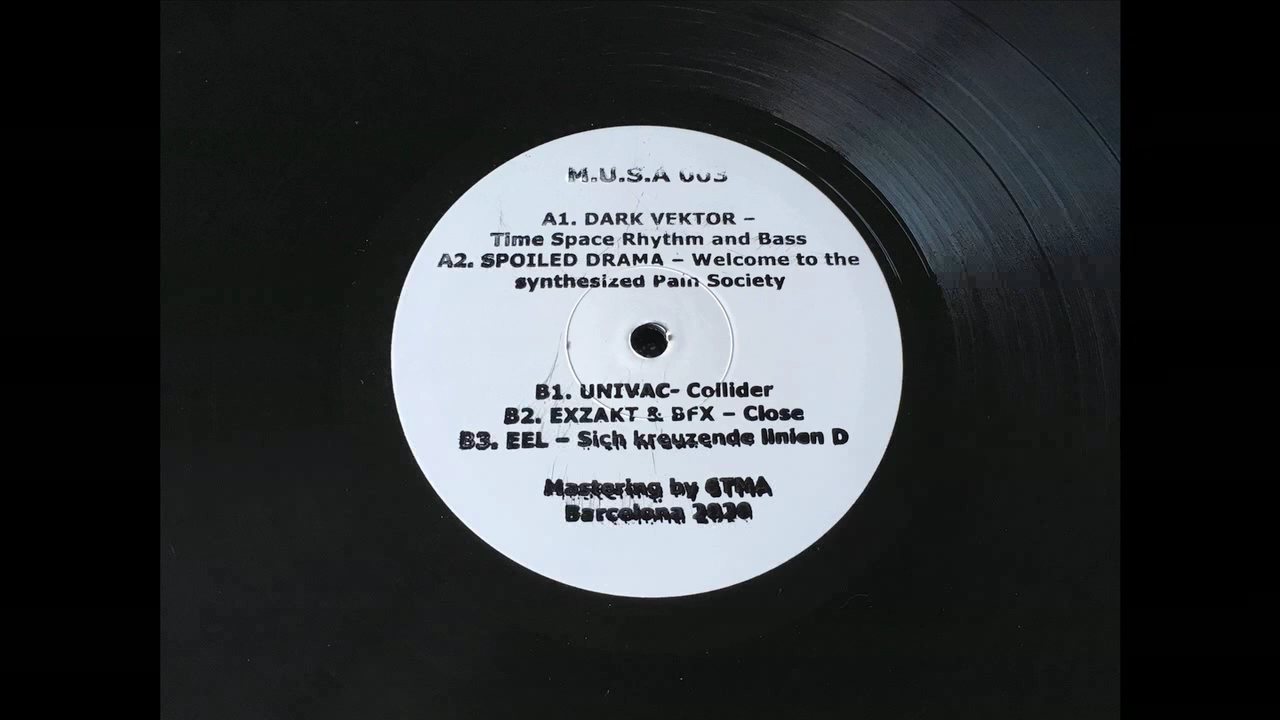 M.U.S.A 003
A1. DARK VEKTOR –
Time Space Rhythm and Bass
A2. SPOILED DRAMA – Welcome to the
synthesized Pain Society
B1. UNIVAC- Collider
B2. EXZAKT & BFX – Close
B3. EEL – Sich kreuzende linien D
Mastering by GTMA
Barcelona 2020